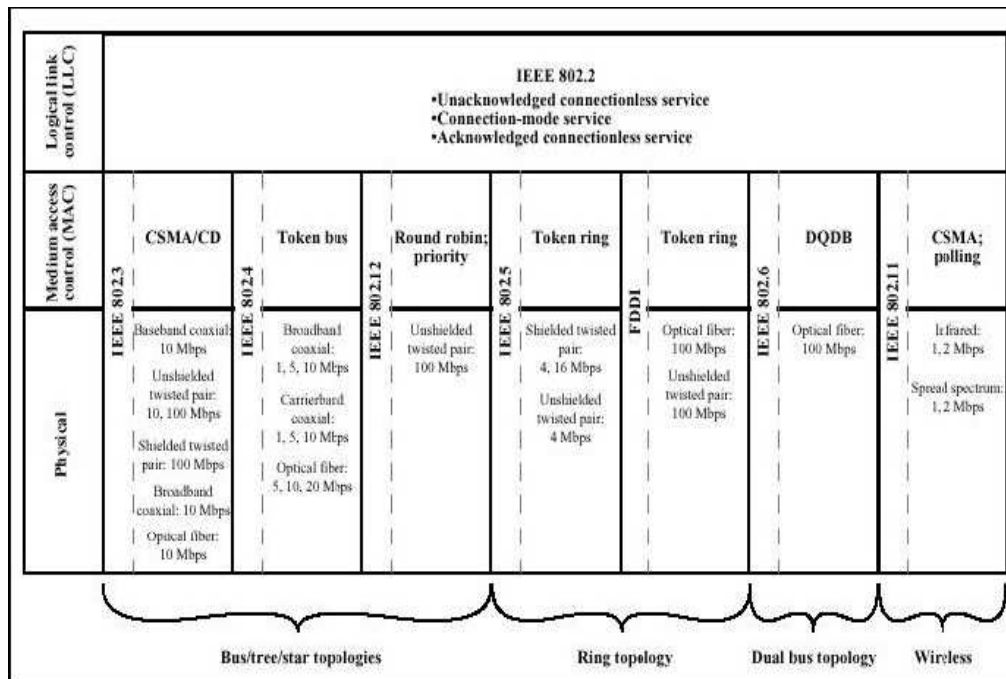 Logical link
control (LLC)
IEEE 802.2
•Unacknowledged connectionless service
•Connection-mode service
•Acknowledged connectionless service
Medium access
control (MAC)
IEEE 802.3
CSMA/CD
IEEE 802.4
Token bus
IEEE 802.12
Round robin;
priority
IEEE 802.5
Token ring
FDDI
Token ring
IEEE 802.6
DQDB
IEEE 802.11
CSMA;
polling
Physical
Baseband coaxial:
10 Mbps
Unshielded
twisted pair:
10, 100 Mbps
Shielded twisted
pair: 100 Mbps
Broadband
coaxial: 10 Mbps
Optical fiber:
10 Mbps
Broadband
coaxial:
1, 5, 10 Mbps
Carrierband
coaxial:
1, 5, 10 Mbps
Optical fiber:
5, 10, 20 Mbps
Unshielded
twisted pair:
100 Mbps
Shielded twisted
pair:
4, 16 Mbps
Unshielded
twisted pair:
4 Mbps
Optical fiber:
100 Mbps
Unshielded
twisted pair:
100 Mbps
Optical fiber:
100 Mbps
Infrared:
1, 2 Mbps
Spread spectrum:
1, 2 Mbps
Bus/tree/star topologies
Ring topology
Dual bus topology
Wireless